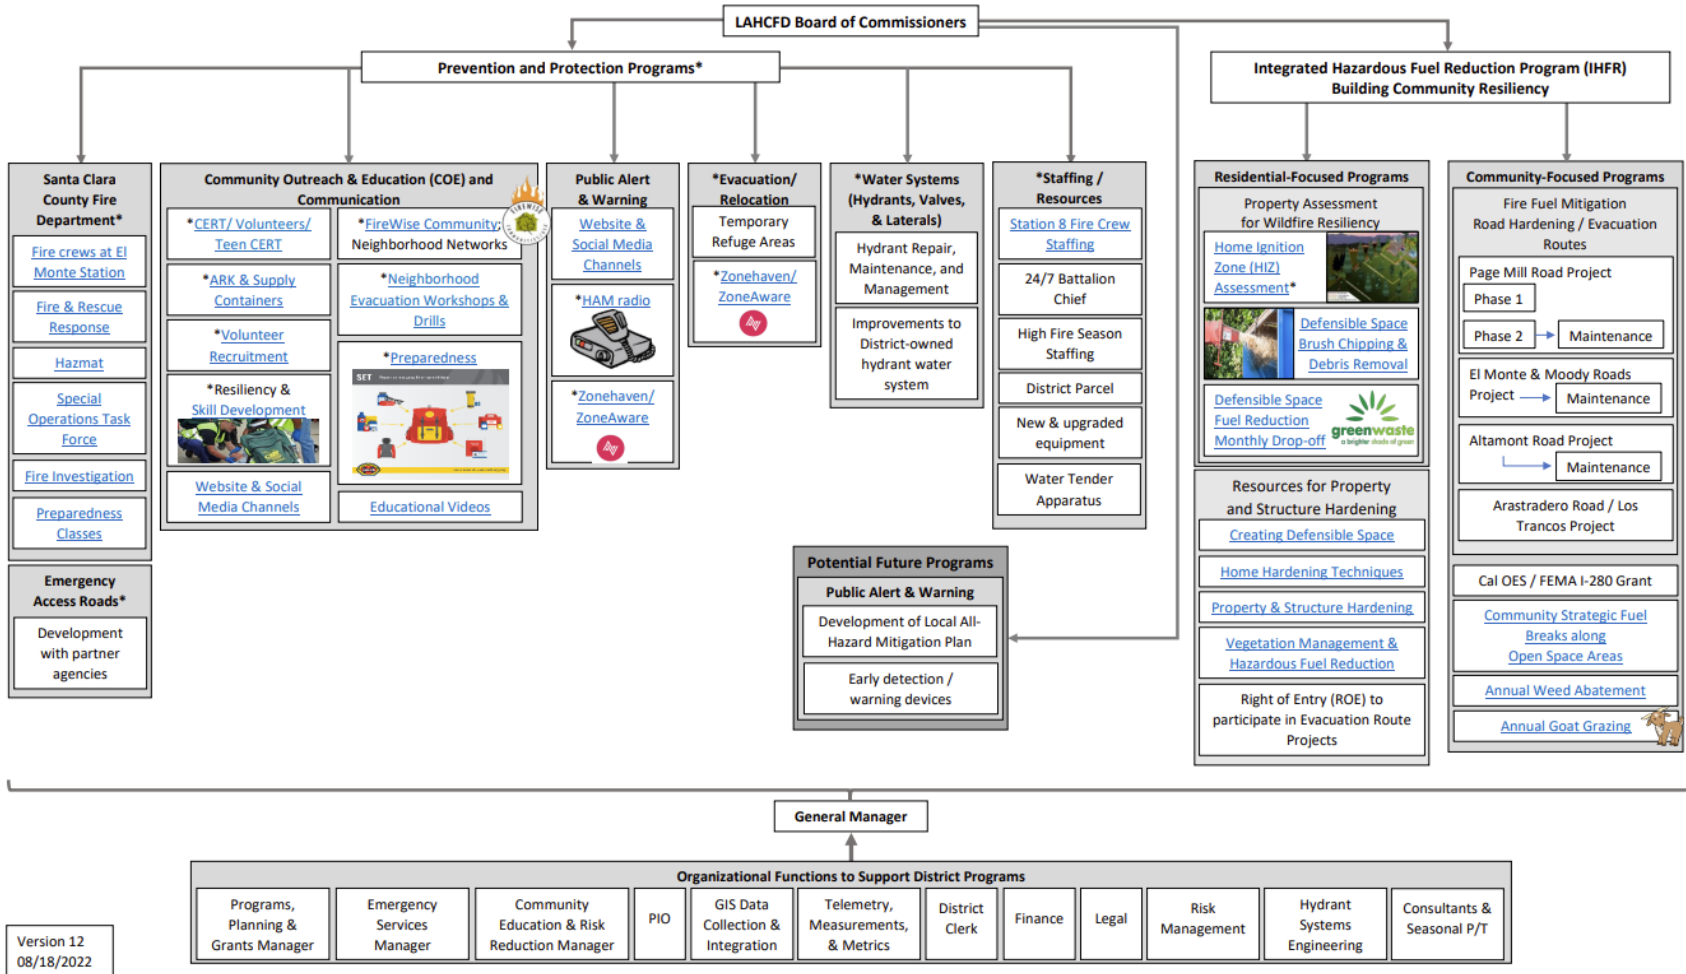 LAHCFD Board of Commissioners
Prevention and Protection Programs*
Integrated Hazardous Fuel Reduction Program (IHFR)
Building Community Resiliency
Santa Clara
County Fire
Department*
Fire crews at El
Monte Station
Fire & Rescue
Response
Hazmat
Special
Operations Task
Force
Fire Investigation
Preparedness
Classes
Emergency
Access Roads*
Development
with partner
agencies
Community Outreach & Education (COE) and
Communication
*CERT/ Volunteers/
Teen CERT
*ARK & Supply
Containers
*Volunteer
Recruitment
*Resiliency &
Skill Development
Website & Social
Media Channels
*FireWise Community;
Neighborhood Networks
FIREWISE
*Neighborhood
Evacuation Workshops &
Drills
*Preparedness
SET
Educational Videos
Public Alert
& Warning
Website &
Social Media
Channels
*HAM radio
*Zonehaven/
ZoneAware
*Evacuation/
Relocation
Temporary
Refuge Areas
*Zonehaven/
ZoneAware
*Water Systems
(Hydrants, Valves,
& Laterals)
Hydrant Repair,
Maintenance, and
Management
Improvements to
District-owned
hydrant water
system
*Staffing /
Resources
Station 8 Fire Crew
Staffing
24/7 Battalion
Chief
High Fire Season
Staffing
District Parcel
New & upgraded
equipment
Water Tender
Apparatus
Potential Future Programs
Public Alert & Warning
Development of Local All-
Hazard Mitigation Plan
Early detection /
warning devices
Residential-Focused Programs
Property Assessment
for Wildfire Resiliency
Home Ignition
Zone (HIZ)
Assessment*
Defensible Space
Brush Chipping &
Debris Removal
Defensible Space
Fuel Reduction
Monthly Drop-off
greenwaste
a brighter shade of green
Resources for Property
and Structure Hardening
Creating Defensible Space
Home Hardening Techniques
Property & Structure Hardening
Vegetation Management &
Hazardous Fuel Reduction
Right of Entry (ROE) to
participate in Evacuation Route
Projects
Community-Focused Programs
Fire Fuel Mitigation
Road Hardening / Evacuation
Routes
Page Mill Road Project
Phase 1
Phase 2
Maintenance
El Monte & Moody Roads
Project
Maintenance
Altamont Road Project
Maintenance
Arastradero Road / Los
Trancos Project
Cal OES / FEMA I-280 Grant
Community Strategic Fuel
Breaks along
Open Space Areas
Annual Weed Abatement
Annual Goat Grazing
General Manager
Organizational Functions to Support District Programs
Programs,
Planning &
Grants Manager
Emergency
Services
Manager
Community
Education & Risk
Reduction Manager
PIO
GIS Data
Collection &
Integration
Telemetry,
Measurements,
& Metrics
District
Clerk
Finance
Legal
Risk
Management
Hydrant
Systems
Engineering
Consultants &
Seasonal P/T
Version 12
08/18/2022